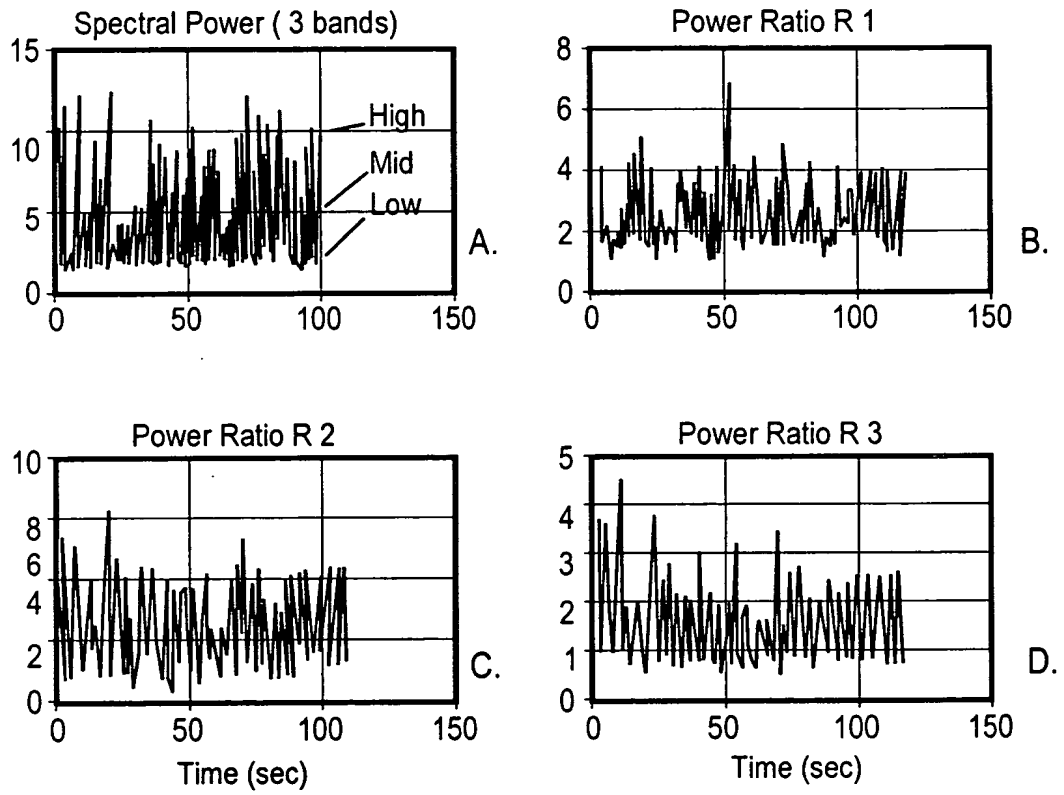 Spectral Power ( 3 bands)
15
10
5
0
0 50 100 150
High
Mid
Low
A.
Power Ratio R 1
8
6
4
2
0
0 50 100 150
B.
Power Ratio R 2
10
8
6
4
2
0
0 50 100 150
Time (sec)
C.
Power Ratio R 3
5
4
3
2
1
0
0 50 100 150
Time (sec)
D.